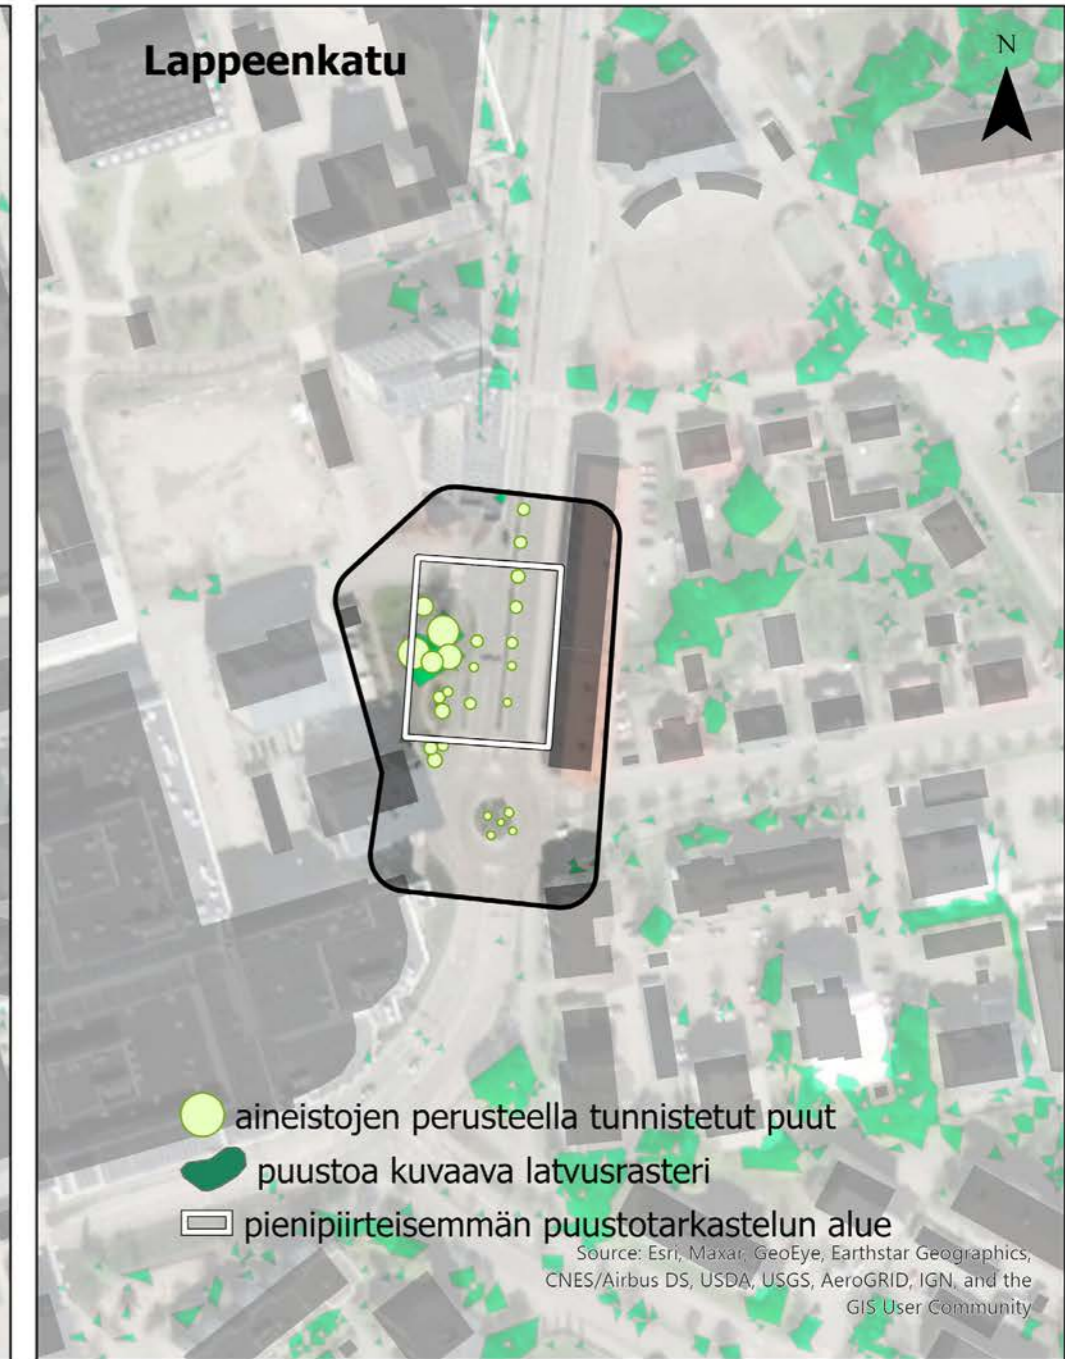 Lappeenkatu
N
aineistojen perusteella tunnistetut puut
puustoa kuvaava latvusrasteri
pienipiirteisemmän puustotarkastelun alue
Source: Esri, Maxar, GeoEye, Earthstar Geographics,
CNES/Airbus DS, USDA, USGS, AeroGRID, IGN, and the
GIS User Community